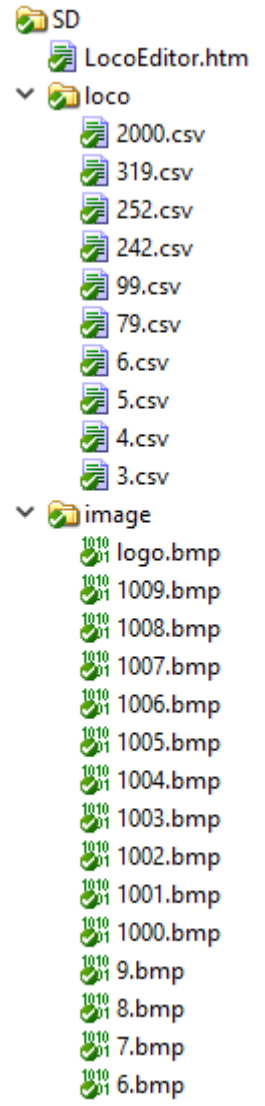 SD
LocoEditor.htm
loco
2000.csv
319.csv
252.csv
242.csv
99.csv
79.csv
6.csv
5.csv
4.csv
3.csv
image
logo.bmp
1009.bmp
1008.bmp
1007.bmp
1006.bmp
1005.bmp
1004.bmp
1003.bmp
1002.bmp
1001.bmp
1000.bmp
9.bmp
8.bmp
7.bmp
6.bmp